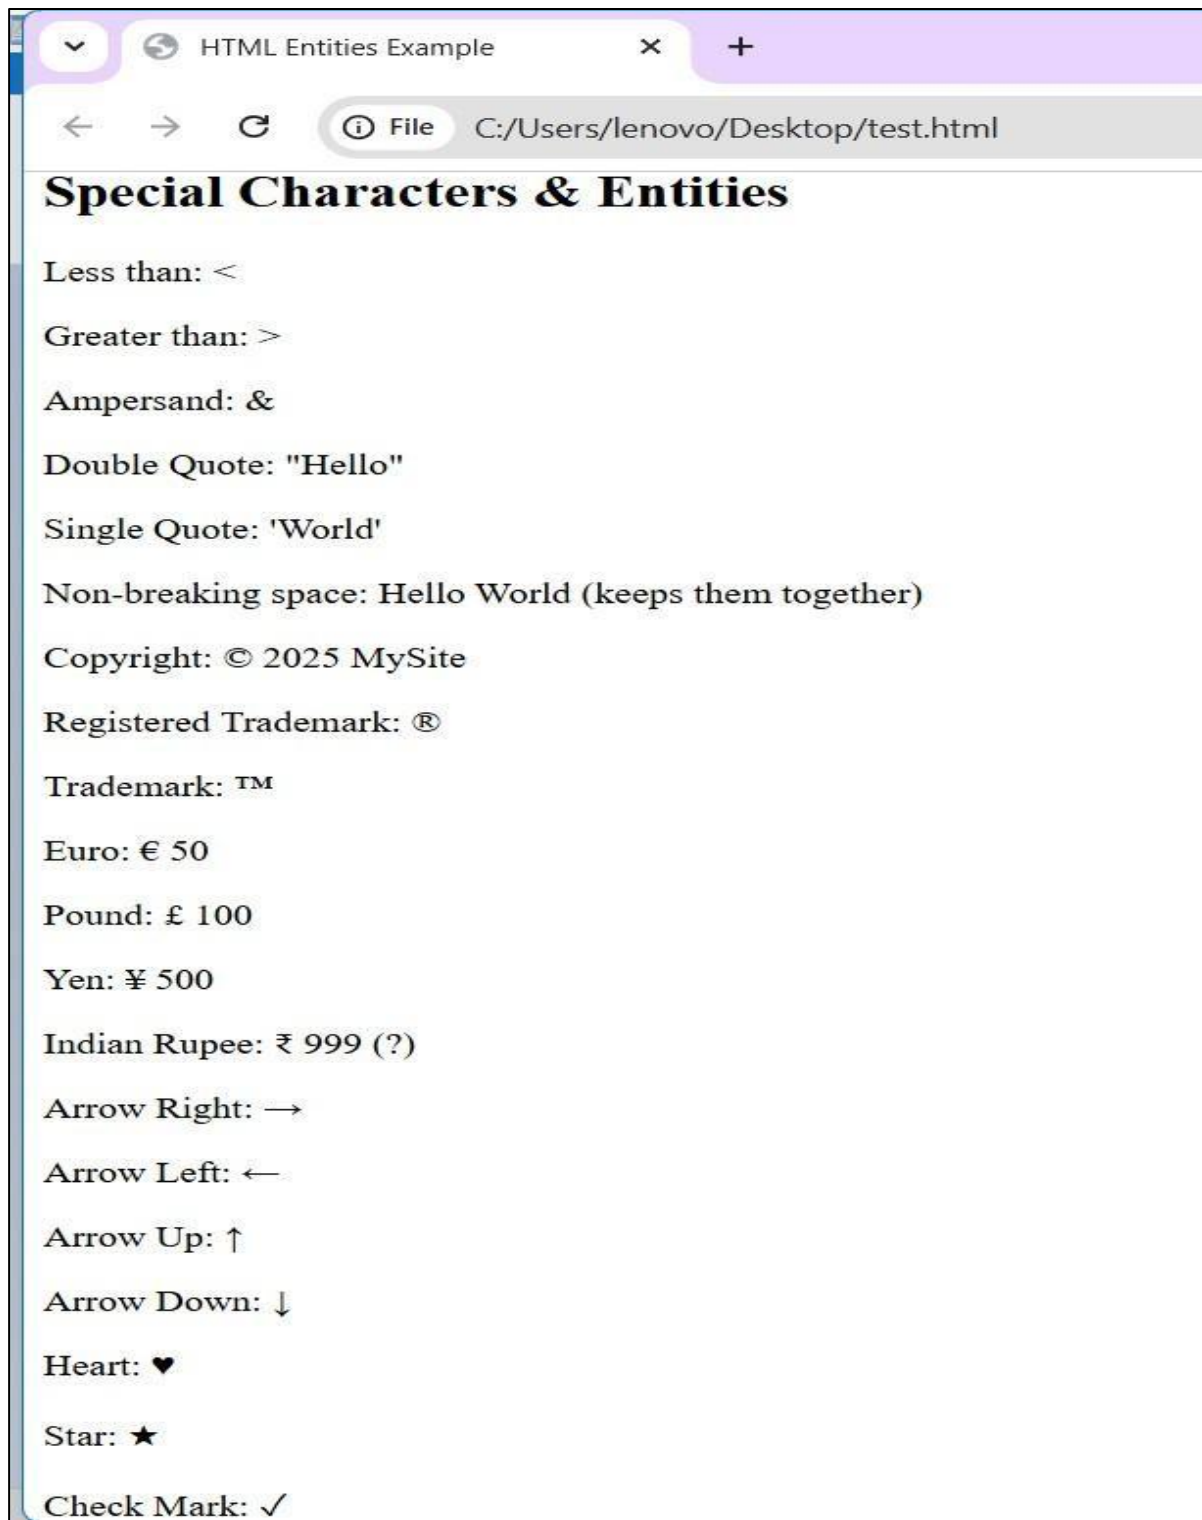 HTML Entities Example
File C:/Users/lenovo/Desktop/test.html
Special Characters & Entities
Less than: <
Greater than: >
Ampersand: &
Double Quote: "Hello"
Single Quote: 'World'
Non-breaking space: Hello World (keeps them together)
Copyright: © 2025 MySite
Registered Trademark: ®
Trademark: ™
Euro: € 50
Pound: £ 100
Yen: ¥ 500
Indian Rupee: ₹ 999 (?)
Arrow Right: →
Arrow Left: ←
Arrow Up: ↑
Arrow Down: ↓
Heart: ♥
Star: ★
Check Mark: ✓